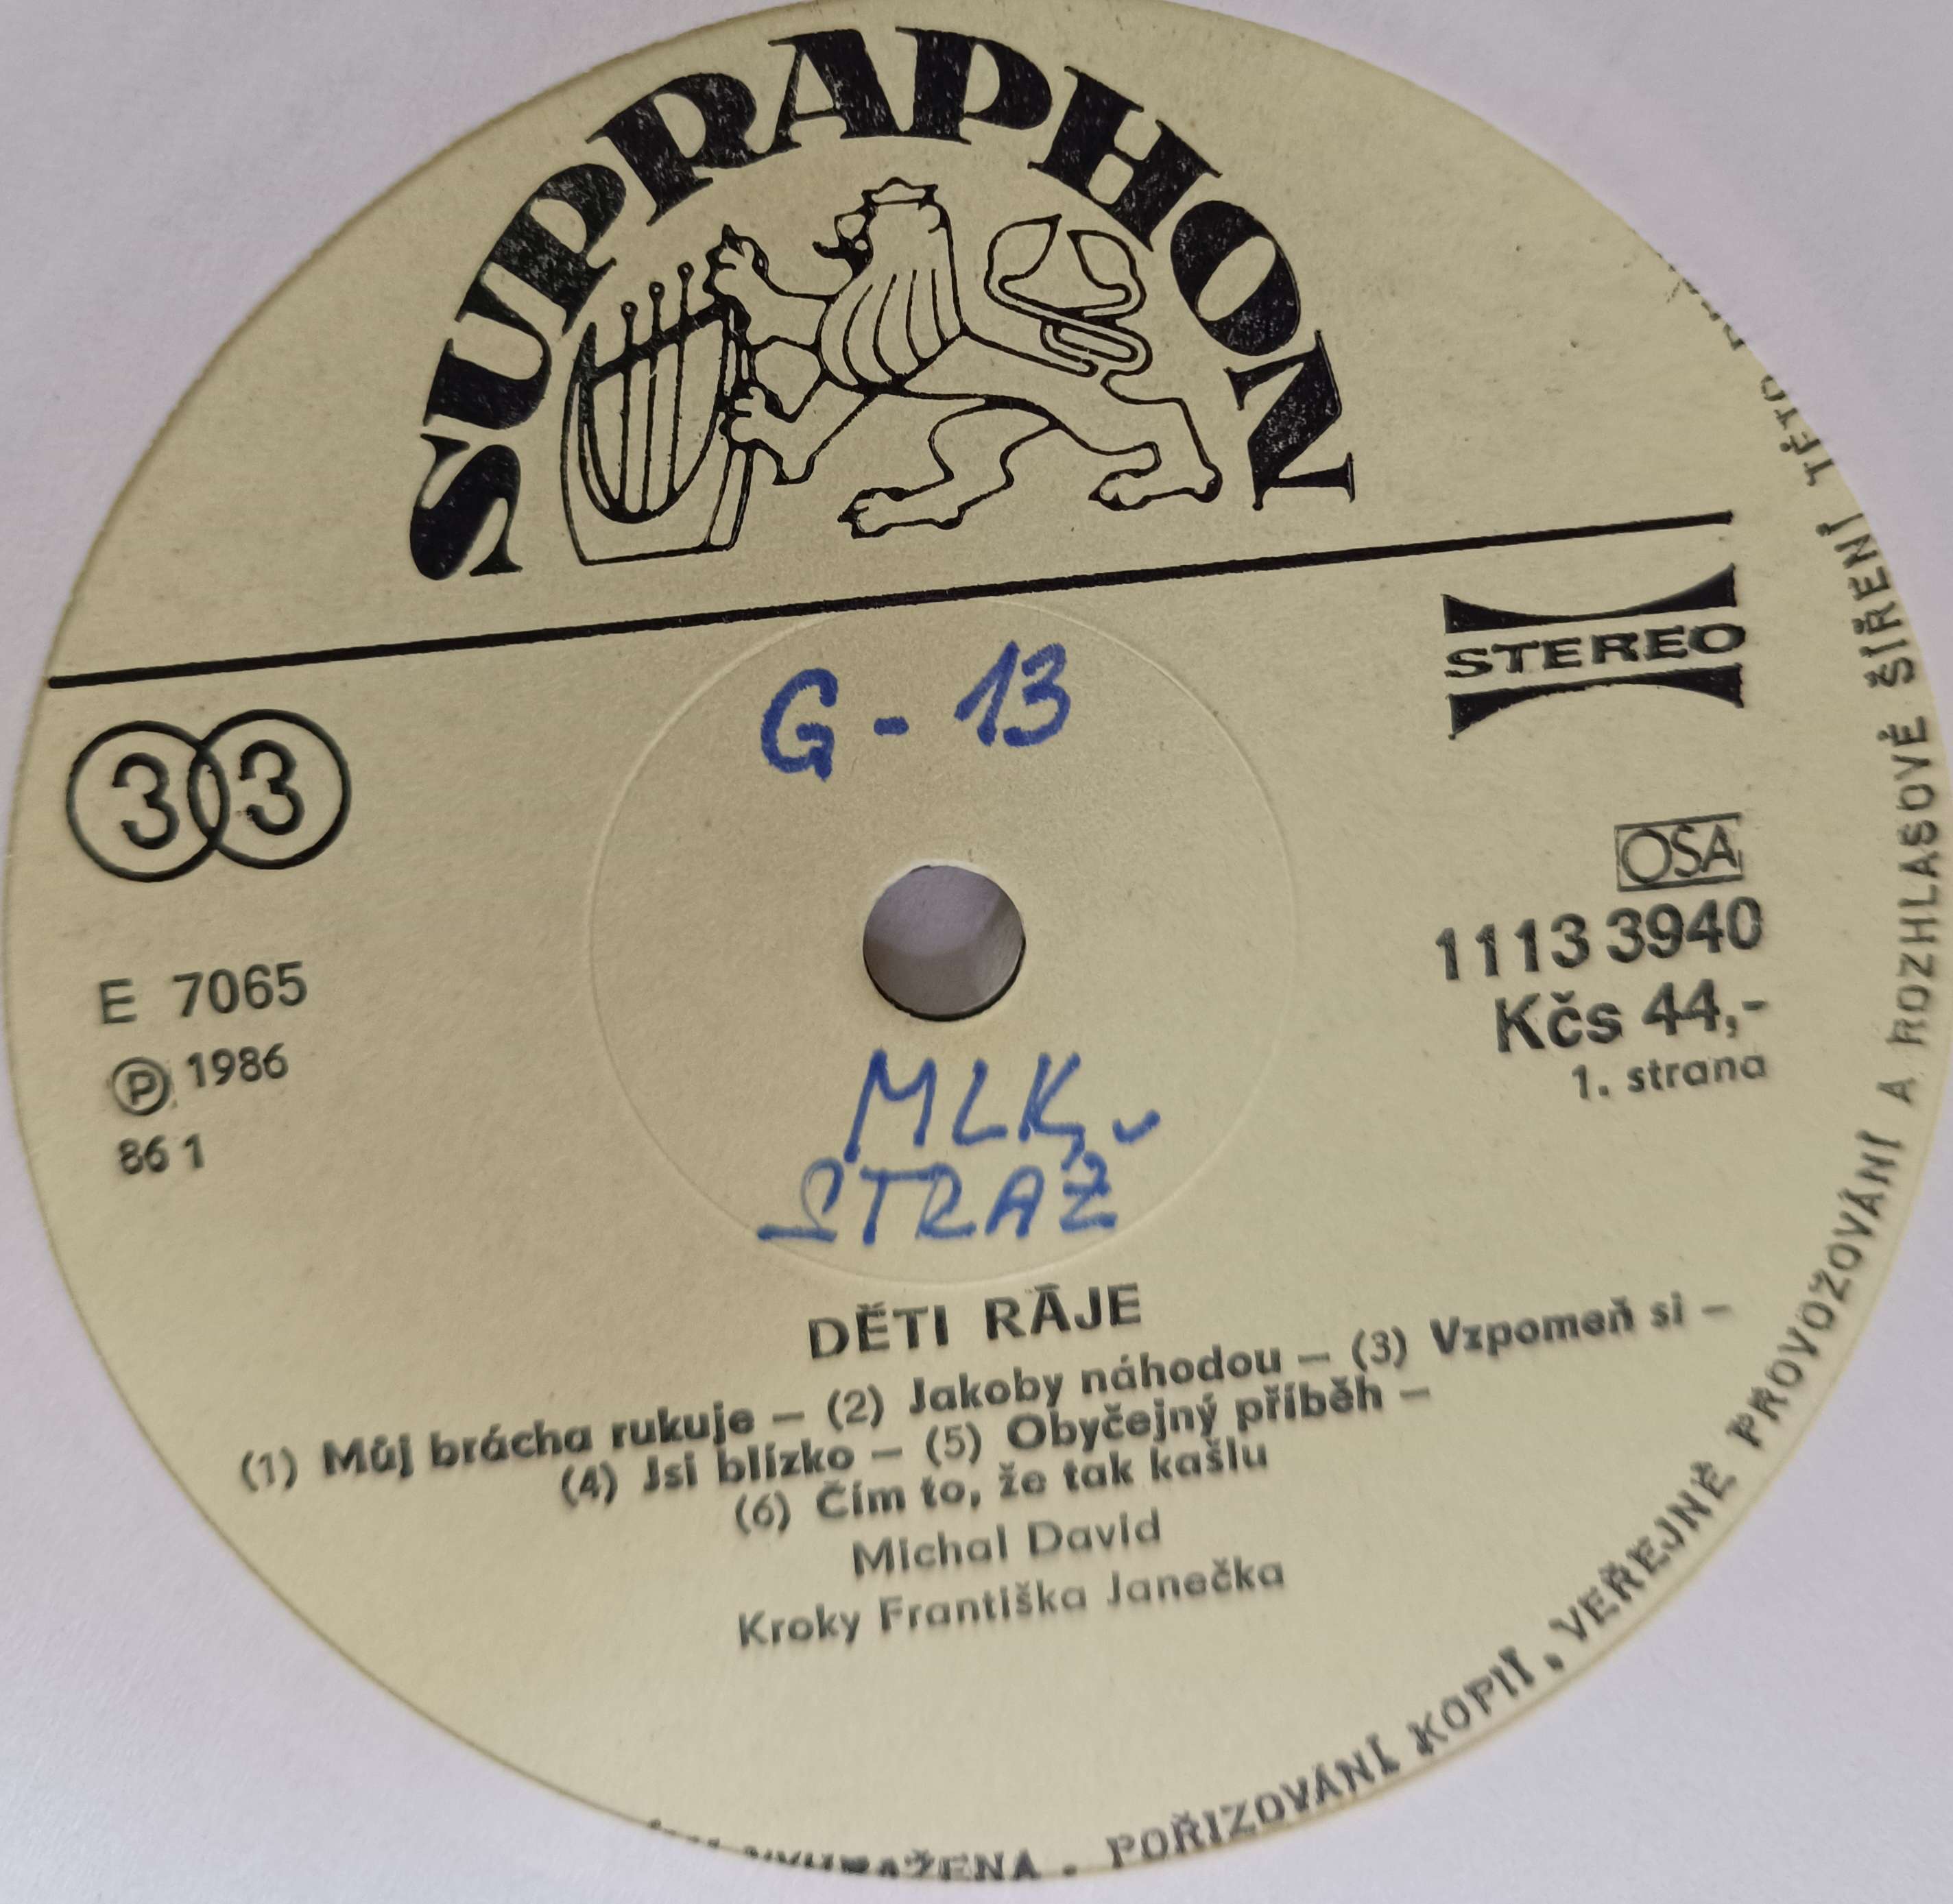 SUPRAPHON
STEREO
G - 13
33
OSA
E 7065
1113 3940
Ⓟ 1986
Kčs 44,-
86 1
1. strana
MLK,
STRAŽ
DĚTI RÁJE
(1) Můj brácha rukuje – (2) Jakoby náhodou – (3) Vzpomeň si –
(4) Jsi blízko – (5) Obyčejný příběh –
(6) Čím to, že tak kašlu
Michal David
Kroky Františka Janečka
VYHRAŽENA . POŘIZOVÁNÍ KOPIÍ, VEŘEJNÉ PROVOZOVÁNÍ A ROZHLASOVÉ ŠÍŘENÍ TÉTO